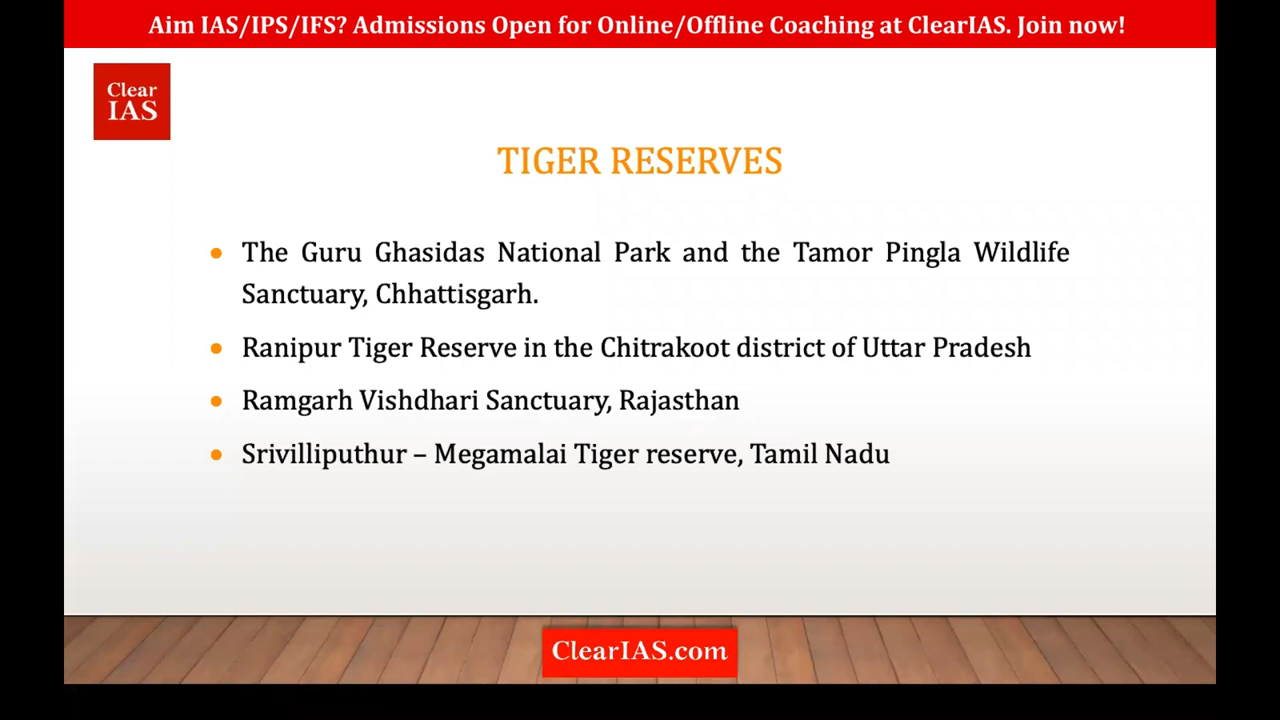 Aim IAS/IPS/IFS? Admissions Open for Online/Offline Coaching at ClearIAS. Join now!
Clear
IAS
TIGER RESERVES
• The Guru Ghasidas National Park and the Tamor Pingla Wildlife
Sanctuary, Chhattisgarh.
• Ranipur Tiger Reserve in the Chitrakoot district of Uttar Pradesh
• Ramgarh Vishdhari Sanctuary, Rajasthan
• Srivilliputhur – Megamalai Tiger reserve, Tamil Nadu
ClearIAS.com